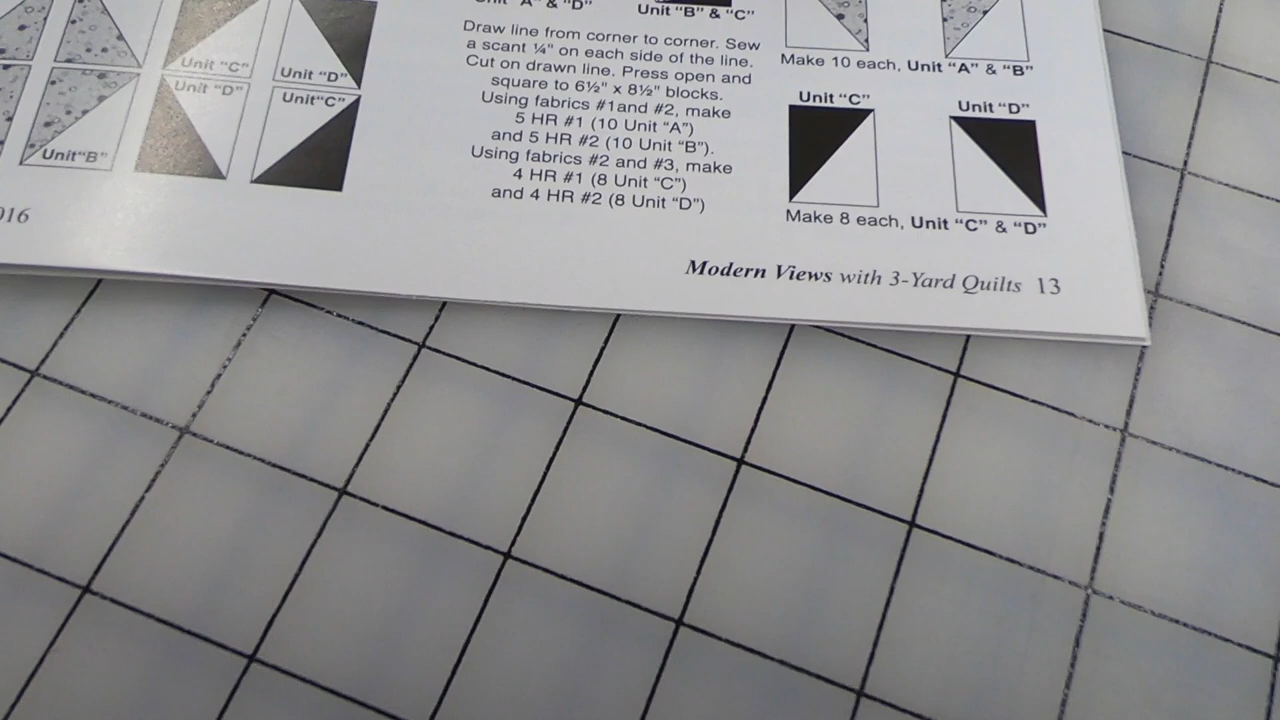 Unit "C"
Unit "D"
Unit "D"
Unit"C"
Unit"B"
016
Unit "A" & "D"
Unit "B" & "C"
Draw line from corner to corner. Sew
a scant ¼" on each side of the line.
Cut on drawn line. Press open and
square to 6½" x 8½" blocks.
Using fabrics #1and #2, make
5 HR #1 (10 Unit "A")
and 5 HR #2 (10 Unit "B").
Using fabrics #2 and #3, make
4 HR #1 (8 Unit "C")
and 4 HR #2 (8 Unit "D")
Make 10 each, Unit "A" & "B"
Unit "C"
Unit "D"
Make 8 each, Unit "C" & "D"
Modern Views with 3-Yard Quilts 13